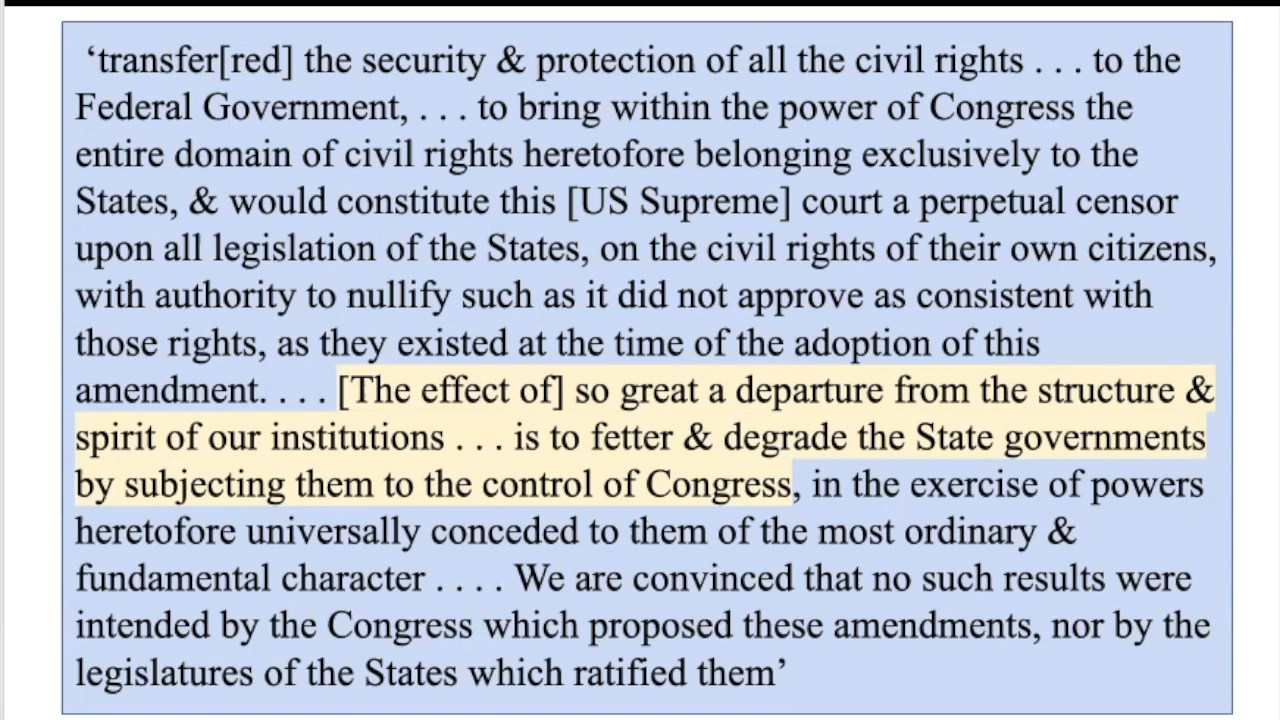 ‘transfer[red] the security & protection of all the civil rights . . . to the
Federal Government, . . . to bring within the power of Congress the
entire domain of civil rights heretofore belonging exclusively to the
States, & would constitute this [US Supreme] court a perpetual censor
upon all legislation of the States, on the civil rights of their own citizens,
with authority to nullify such as it did not approve as consistent with
those rights, as they existed at the time of the adoption of this
amendment. . . . [The effect of] so great a departure from the structure &
spirit of our institutions . . . is to fetter & degrade the State governments
by subjecting them to the control of Congress, in the exercise of powers
heretofore universally conceded to them of the most ordinary &
fundamental character . . . . We are convinced that no such results were
intended by the Congress which proposed these amendments, nor by the
legislatures of the States which ratified them’